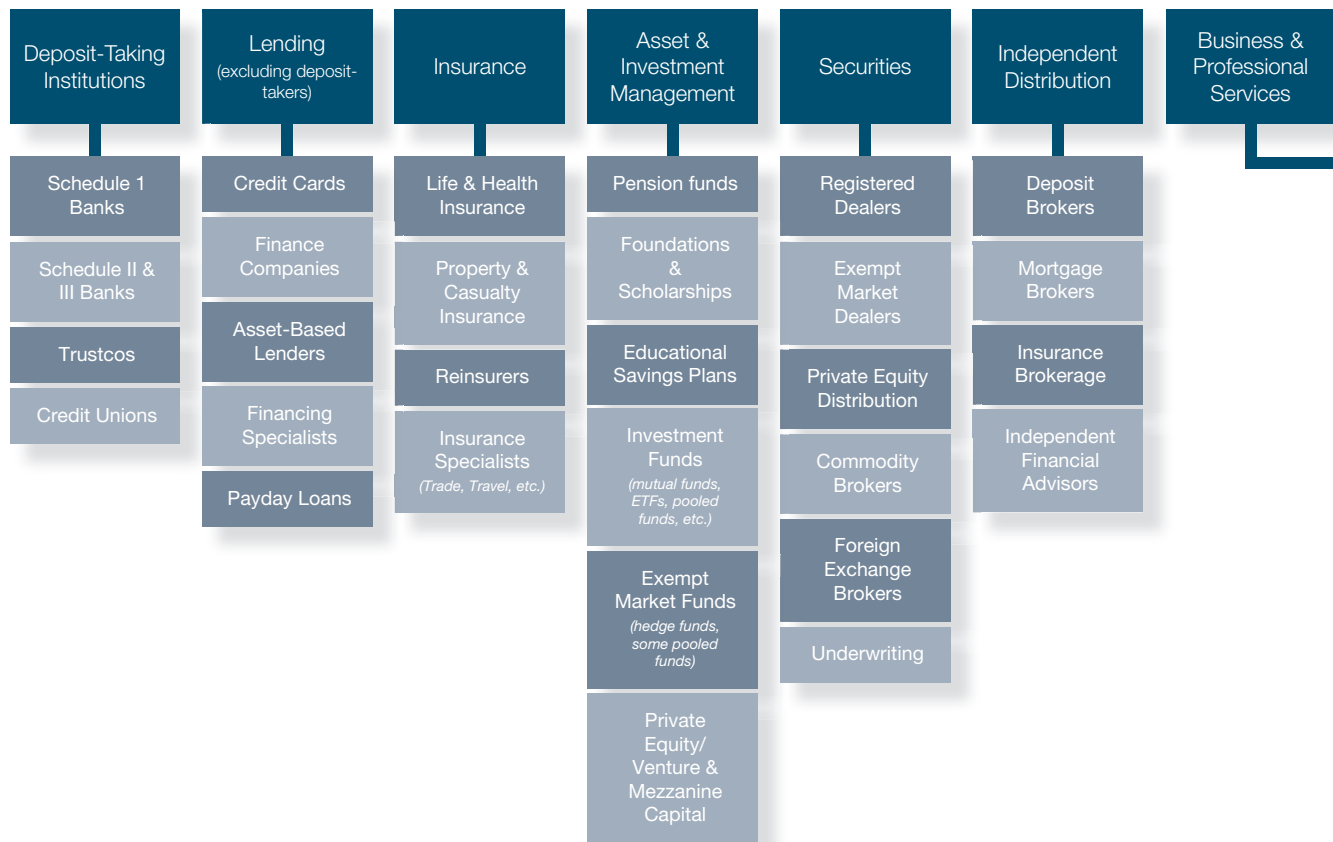 Deposit-Taking
Institutions
Lending
(excluding deposit-
takers)
Insurance
Asset &
Investment
Management
Securities
Independent
Distribution
Business &
Professional
Services
Schedule 1
Banks
Schedule II &
III Banks
Trustcos
Credit Unions
Credit Cards
Finance
Companies
Asset-Based
Lenders
Financing
Specialists
Payday Loans
Life & Health
Insurance
Property &
Casualty
Insurance
Reinsurers
Insurance
Specialists
(Trade, Travel, etc.)
Pension funds
Foundations
&
Scholarships
Educational
Savings Plans
Investment
Funds
(mutual funds,
ETFs, pooled
funds, etc.)
Exempt
Market Funds
(hedge funds,
some pooled
funds)
Private
Equity/
Venture &
Mezzanine
Capital
Registered
Dealers
Exempt
Market
Dealers
Private Equity
Distribution
Commodity
Brokers
Foreign
Exchange
Brokers
Underwriting
Deposit
Brokers
Mortgage
Brokers
Insurance
Brokerage
Independent
Financial
Advisors